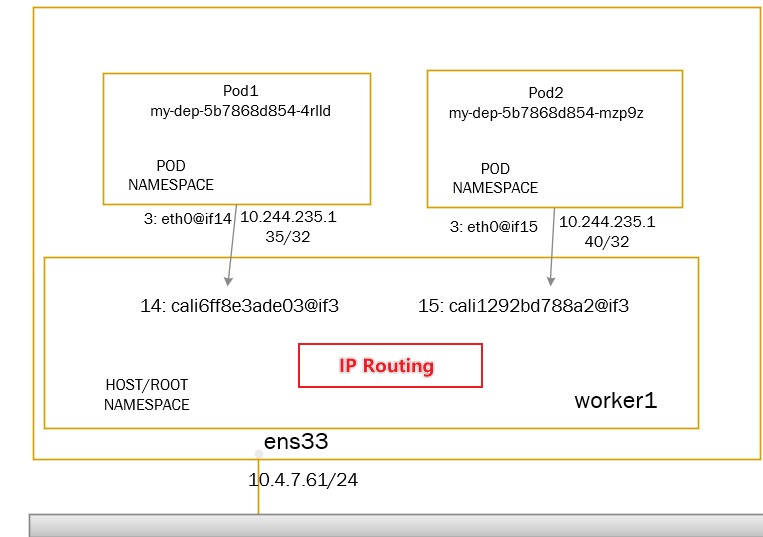 Pod1
my-dep-5b7868d854-4rlld
POD
NAMESPACE
Pod2
my-dep-5b7868d854-mzp9z
POD
NAMESPACE
3: eth0@if14
10.244.235.1
35/32
3: eth0@if15
10.244.235.1
40/32
14: cali6ff8e3ade03@if3
15: cali1292bd788a2@if3
IP Routing
HOST/ROOT
NAMESPACE
worker1
ens33
10.4.7.61/24